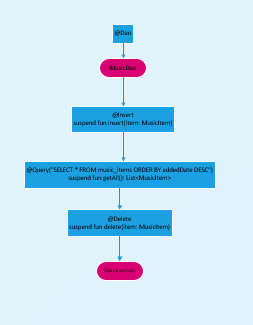 @Dao
MusicDao
@Insert
suspend fun insert(item: MusicItem)
@Query("SELECT * FROM music_items ORDER BY addedDate DESC")
suspend fun getAll(): List<MusicItem>
@Delete
suspend fun delete(item: MusicItem)